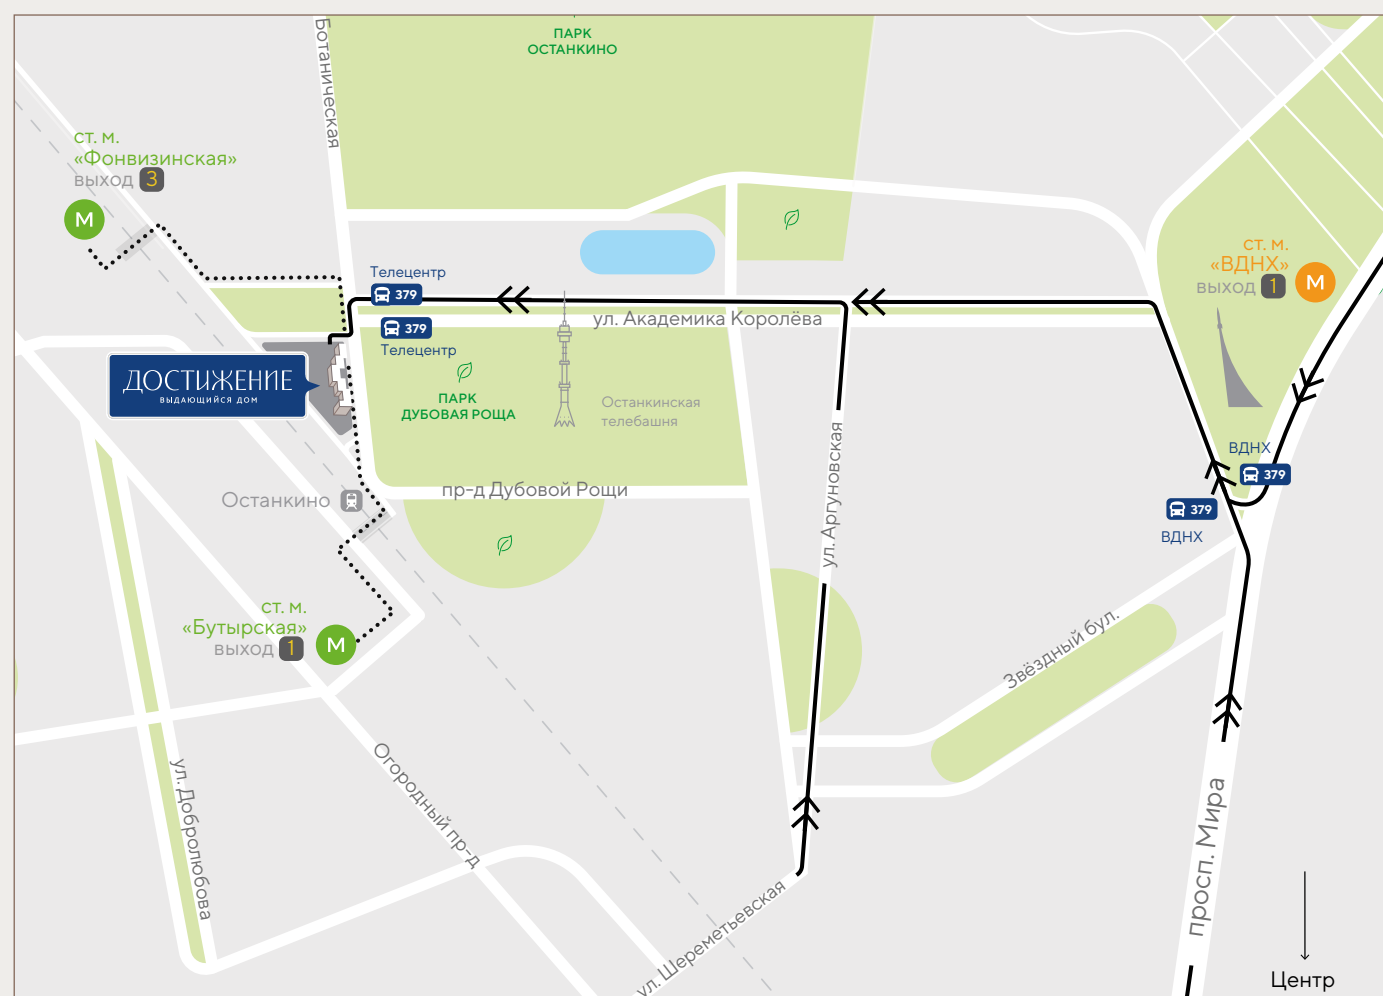 ПАРК
ОСТАНКИНО
Ботаническая
ст. м.
«Фонвизинская»
выход 3
М
ст. м.
«ВДНХ»
выход 1
М
Телецентр
379
379
Телецентр
ул. Академика Королёва
ДОСТИЖЕНИЕ
ВЫДАЮЩИЙСЯ ДОМ
ПАРК
ДУБОВАЯ РОЩА
Останкинская
телебашня
ВДНХ
379
379
ВДНХ
Останкино
пр-д Дубовой Рощи
ул. Аргуновская
ст. м.
«Бутырская»
выход 1
М
Звёздный бул.
ул. Добролюбова
Огородный пр-д
ул. Шереметьевская
просп. Мира
Центр